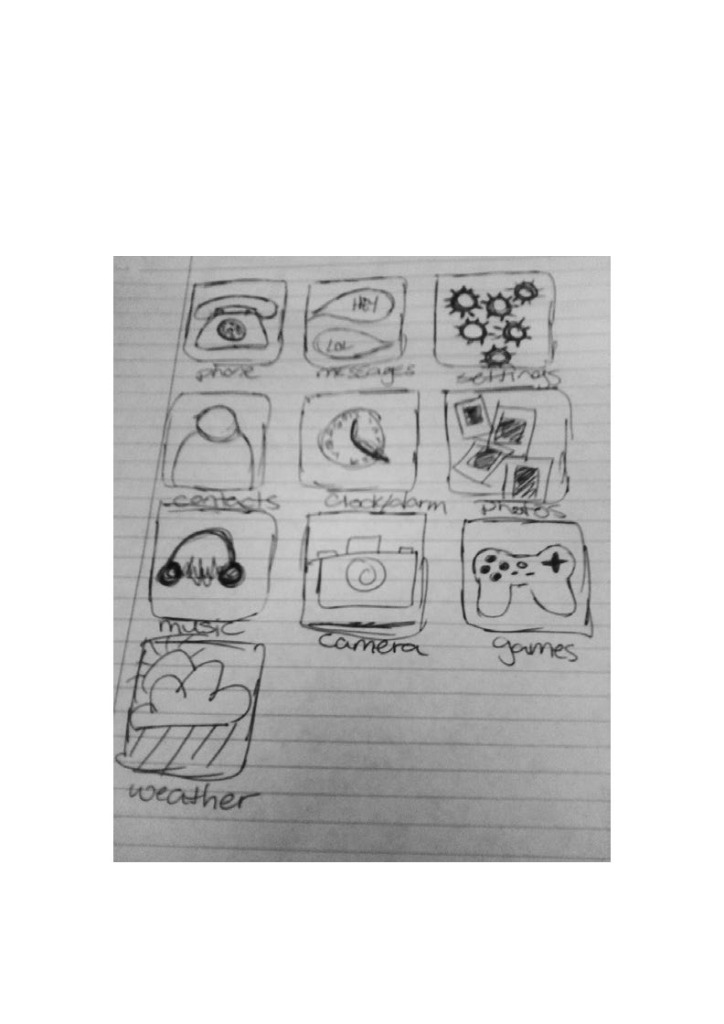 HEY
LOL
phone messages settings
contacts clock/alarm photos
music camera games
weather